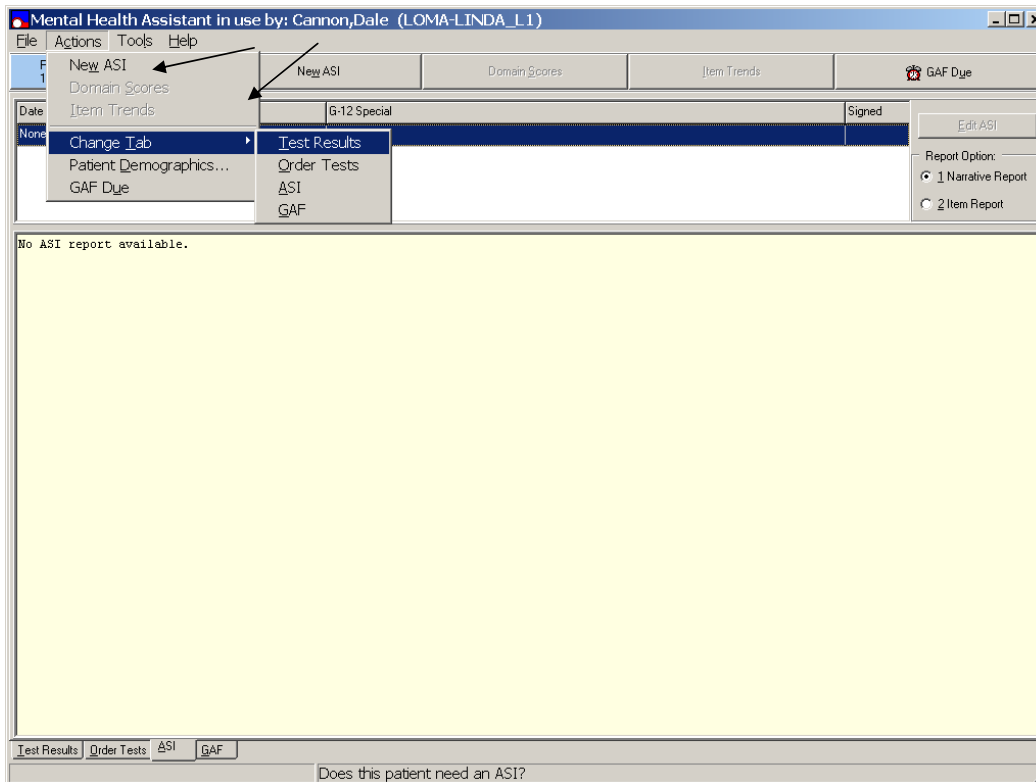 Mental Health Assistant in use by: Cannon,Dale (LOMA-LINDA_L1)
File Actions Tools Help
New ASI
Domain Scores
Item Trends
Change Tab
Patient Demographics...
GAF Due
Test Results
Order Tests
ASI
GAF
New ASI Domain Scores Item Trends GAF Due
Date G-12 Special Signed
None
Edit ASI
Report Option:
1 Narrative Report
2 Item Report
No ASI report available.
Test Results Order Tests ASI GAF
Does this patient need an ASI?